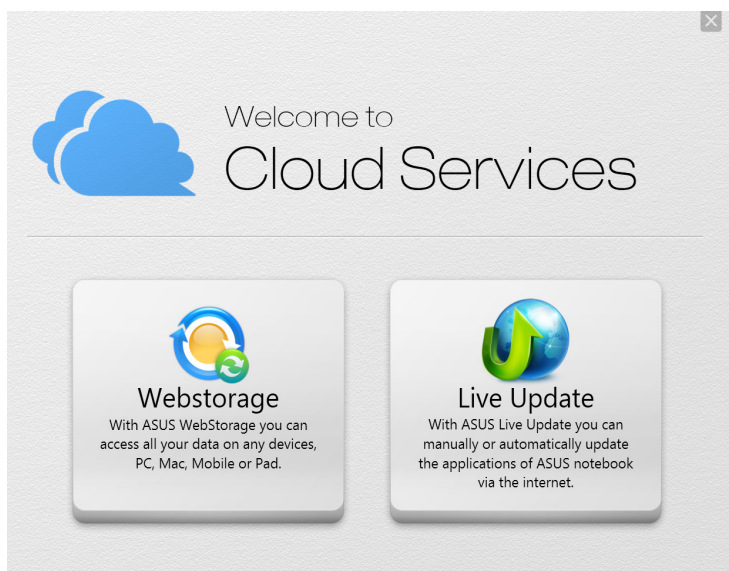 Welcome to
Cloud Services
Webstorage
With ASUS WebStorage you can
access all your data on any devices,
PC, Mac, Mobile or Pad.
Live Update
With ASUS Live Update you can
manually or automatically update
the applications of ASUS notebook
via the internet.